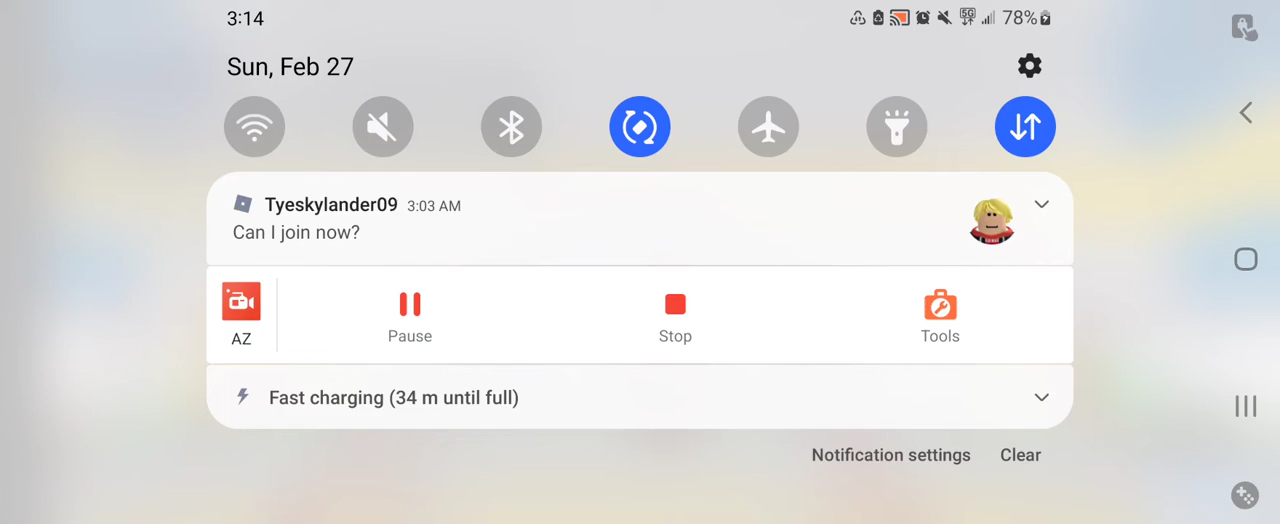 3:14
5G
78%
Sun, Feb 27
Tyeskylander09 3:03 AM
Can I join now?
AZ
Pause
Stop
Tools
Fast charging (34 m until full)
Notification settings
Clear